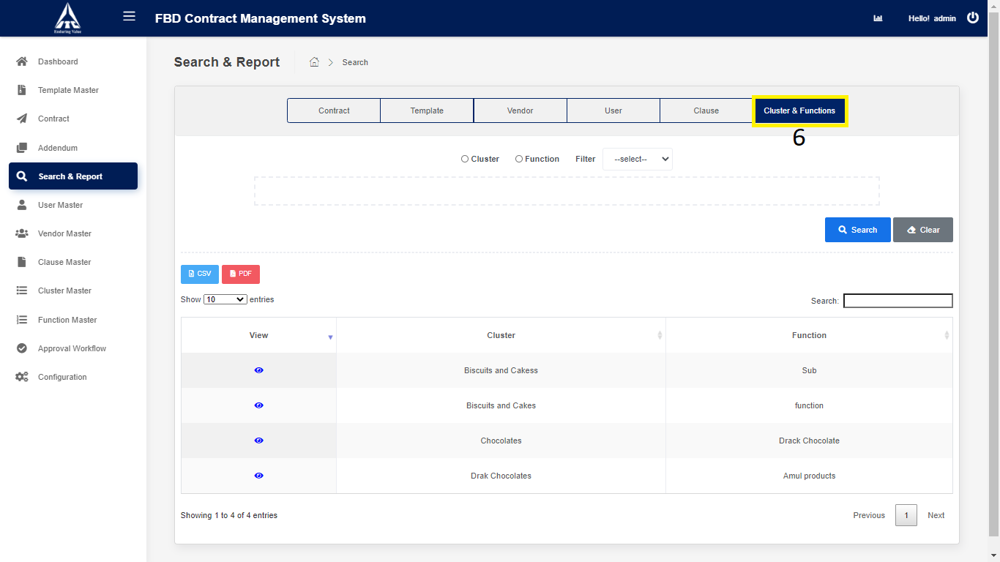 FBD Contract Management System
Hello! admin
ITC
Enduring Value
Dashboard
Template Master
Contract
Addendum
Search & Report
User Master
Vendor Master
Clause Master
Cluster Master
Function Master
Approval Workflow
Configuration
Search & Report
Search
Contract Template Vendor User Clause Cluster & Functions
6
Cluster Function Filter --select--
Search Clear
CSV PDF
Show 10 entries
Search:
View Cluster Function
Biscuits and Cakess Sub
Biscuits and Cakes function
Chocolates Drack Chocolate
Drak Chocolates Amul products
Showing 1 to 4 of 4 entries
Previous 1 Next